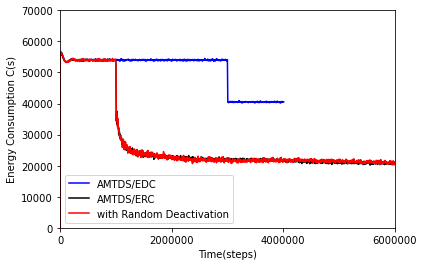 70000
60000
50000
40000
30000
20000
10000
0
Energy Consumption C(s)
AMTDS/EDC
AMTDS/ERC
with Random Deactivation
0 2000000 4000000 6000000
Time(steps)